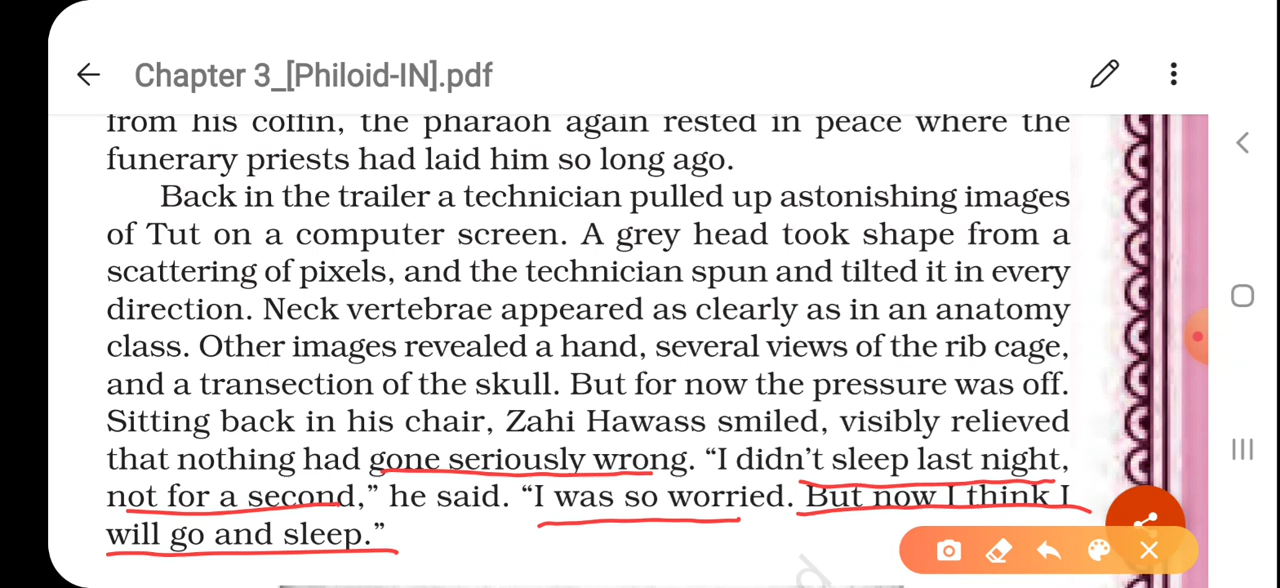 Chapter 3_[Philoid-IN].pdf
from his coffin, the pharaoh again rested in peace where the
funerary priests had laid him so long ago.
Back in the trailer a technician pulled up astonishing images
of Tut on a computer screen. A grey head took shape from a
scattering of pixels, and the technician spun and tilted it in every
direction. Neck vertebrae appeared as clearly as in an anatomy
class. Other images revealed a hand, several views of the rib cage,
and a transection of the skull. But for now the pressure was off.
Sitting back in his chair, Zahi Hawass smiled, visibly relieved
that nothing had gone seriously wrong. “I didn’t sleep last night,
not for a second,” he said. “I was so worried. But now I think I
will go and sleep.”